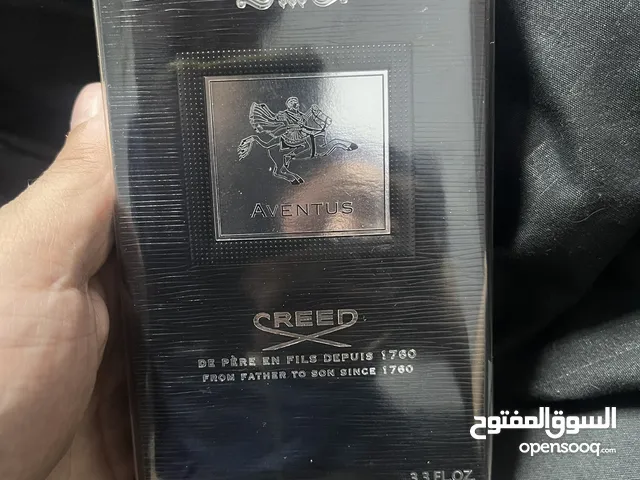 AVENTUS
CREED
DE PÈRE EN FILS DEPUIS 1760
FROM FATHER TO SON SINCE 1760
3.3 FL.OZ
السوق المفتوح
opensooq.com